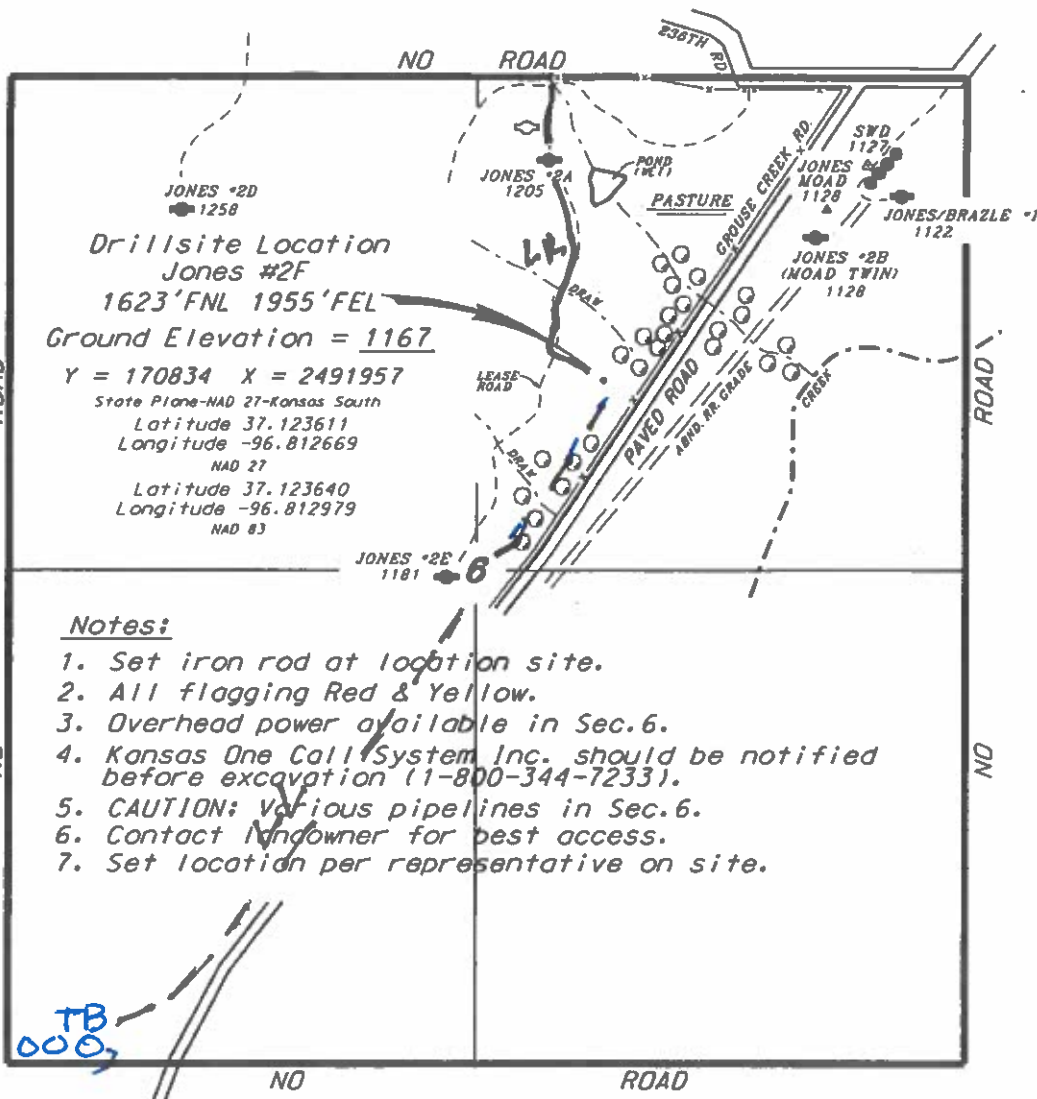 NO ROAD
236TH RD.
SWD
1127
JONES
MOAD
1128
JONES #2A
1205
POND
PASTURE
GROUSE CREEK RD.
JONES/BRAZLE #1
1122
JONES #2D
1258
JONES #2B
(MOAD TWIN)
1128
Drillsite Location
Jones #2F
1623'FNL 1955'FEL
Ground Elevation = 1167
Y = 170834 X = 2491957
State Plane-NAD 27-Kansas South
Latitude 37.123611
Longitude -96.812669
NAD 27
Latitude 37.123640
Longitude -96.812979
NAD 83
DRAW
LEASE
ROAD
DRAW
PAVED ROAD
ABND. RR. GRADE
CREEK
ROAD
JONES #2E
1181
6
Notes:
1. Set iron rod at location site.
2. All flagging Red & Yellow.
3. Overhead power available in Sec.6.
4. Kansas One Call System Inc. should be notified
before excavation (1-800-344-7233).
5. CAUTION: Various pipelines in Sec.6.
6. Contact landowner for best access.
7. Set location per representative on site.
NO
TB
000
NO ROAD